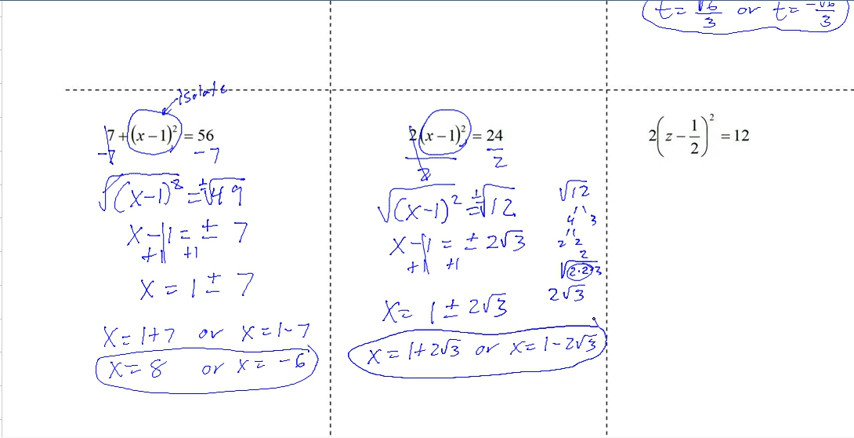 t = √6/3 or t = -√6/3
isolate
7 + (x − 1)² = 56
−7 −7
√(x−1)² = ±√49
x − 1 = ± 7
+1 +1
x = 1 ± 7
x = 1+7 or x = 1−7
x = 8 or x = −6
2(x − 1)² = 24
2 2
√(x−1)² = ±√12
x − 1 = ± 2√3
+1 +1
x = 1 ± 2√3
x = 1+2√3 or x = 1−2√3
√12
4 3
2 2
2
√2·2·3
2√3
2(z − 1/2)² = 12